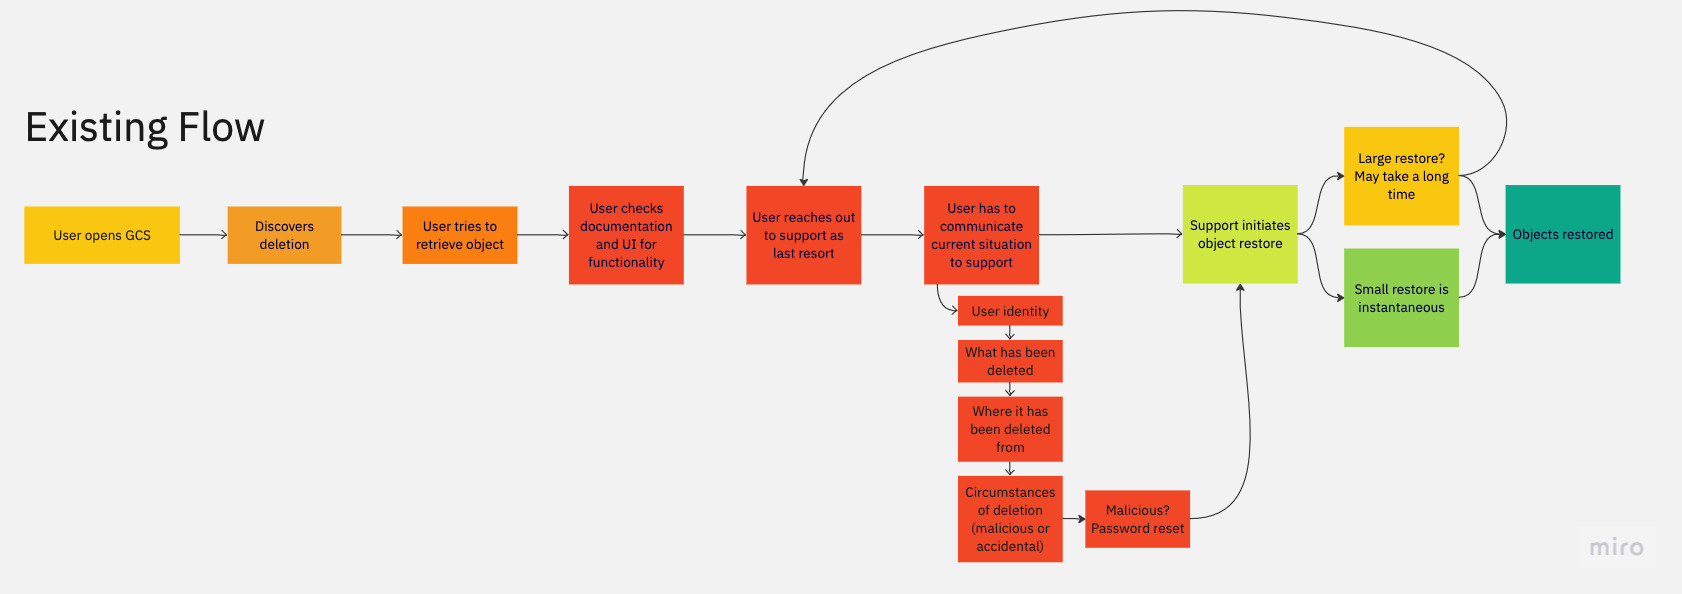 Existing Flow
User opens GCS
Discovers
deletion
User tries to
retrieve object
User checks
documentation
and UI for
functionality
User reaches out
to support as
last resort
User has to
communicate
current situation
to support
User identity
What has been
deleted
Where it has
been deleted
from
Circumstances
of deletion
(malicious or
accidental)
Malicious?
Password reset
Support initiates
object restore
Large restore?
May take a long
time
Small restore is
instantaneous
Objects restored
miro